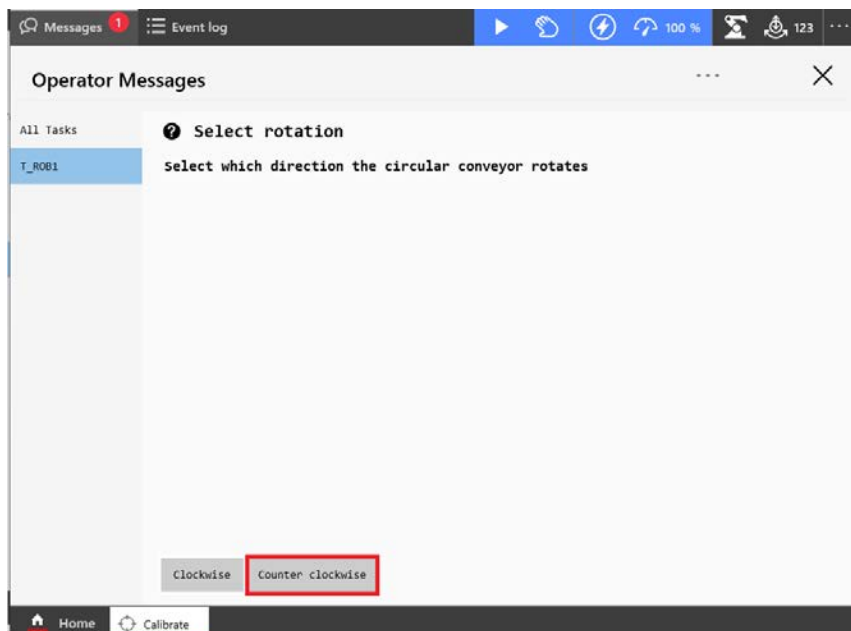 Messages 1 Event log 100 % 123 ...
Operator Messages ...
All Tasks
T_ROB1
Select rotation
Select which direction the circular conveyor rotates
Clockwise Counter clockwise
Home Calibrate